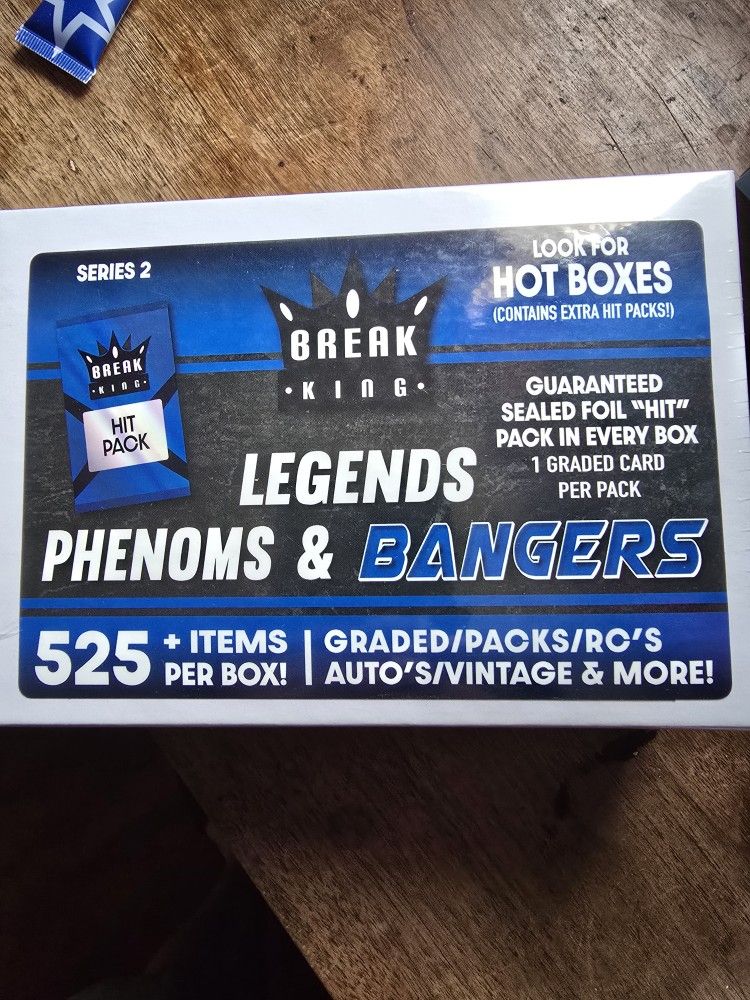 SERIES 2
BREAK
• KING •
HIT
PACK
BREAK
• KING •
LOOK FOR
HOT BOXES
(CONTAINS EXTRA HIT PACKS!)
GUARANTEED
SEALED FOIL "HIT"
PACK IN EVERY BOX
1 GRADED CARD
PER PACK
LEGENDS
PHENOMS & BANGERS
525 + ITEMS
PER BOX!
GRADED/PACKS/RC'S
AUTO'S/VINTAGE & MORE!